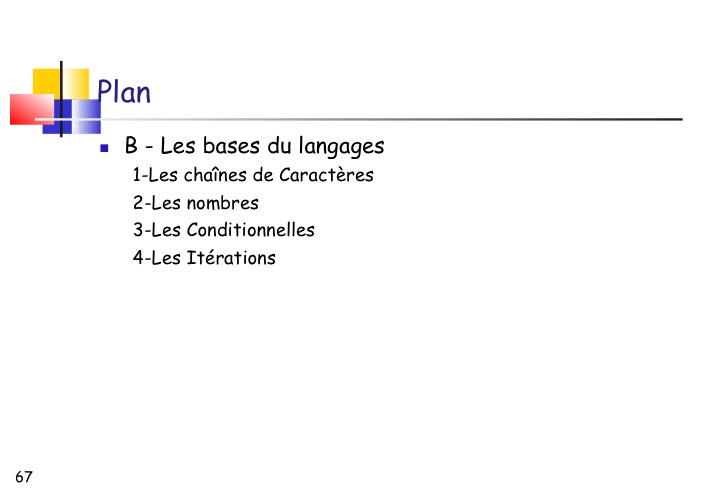 Plan
B - Les bases du langages
1-Les chaînes de Caractères
2-Les nombres
3-Les Conditionnelles
4-Les Itérations
67